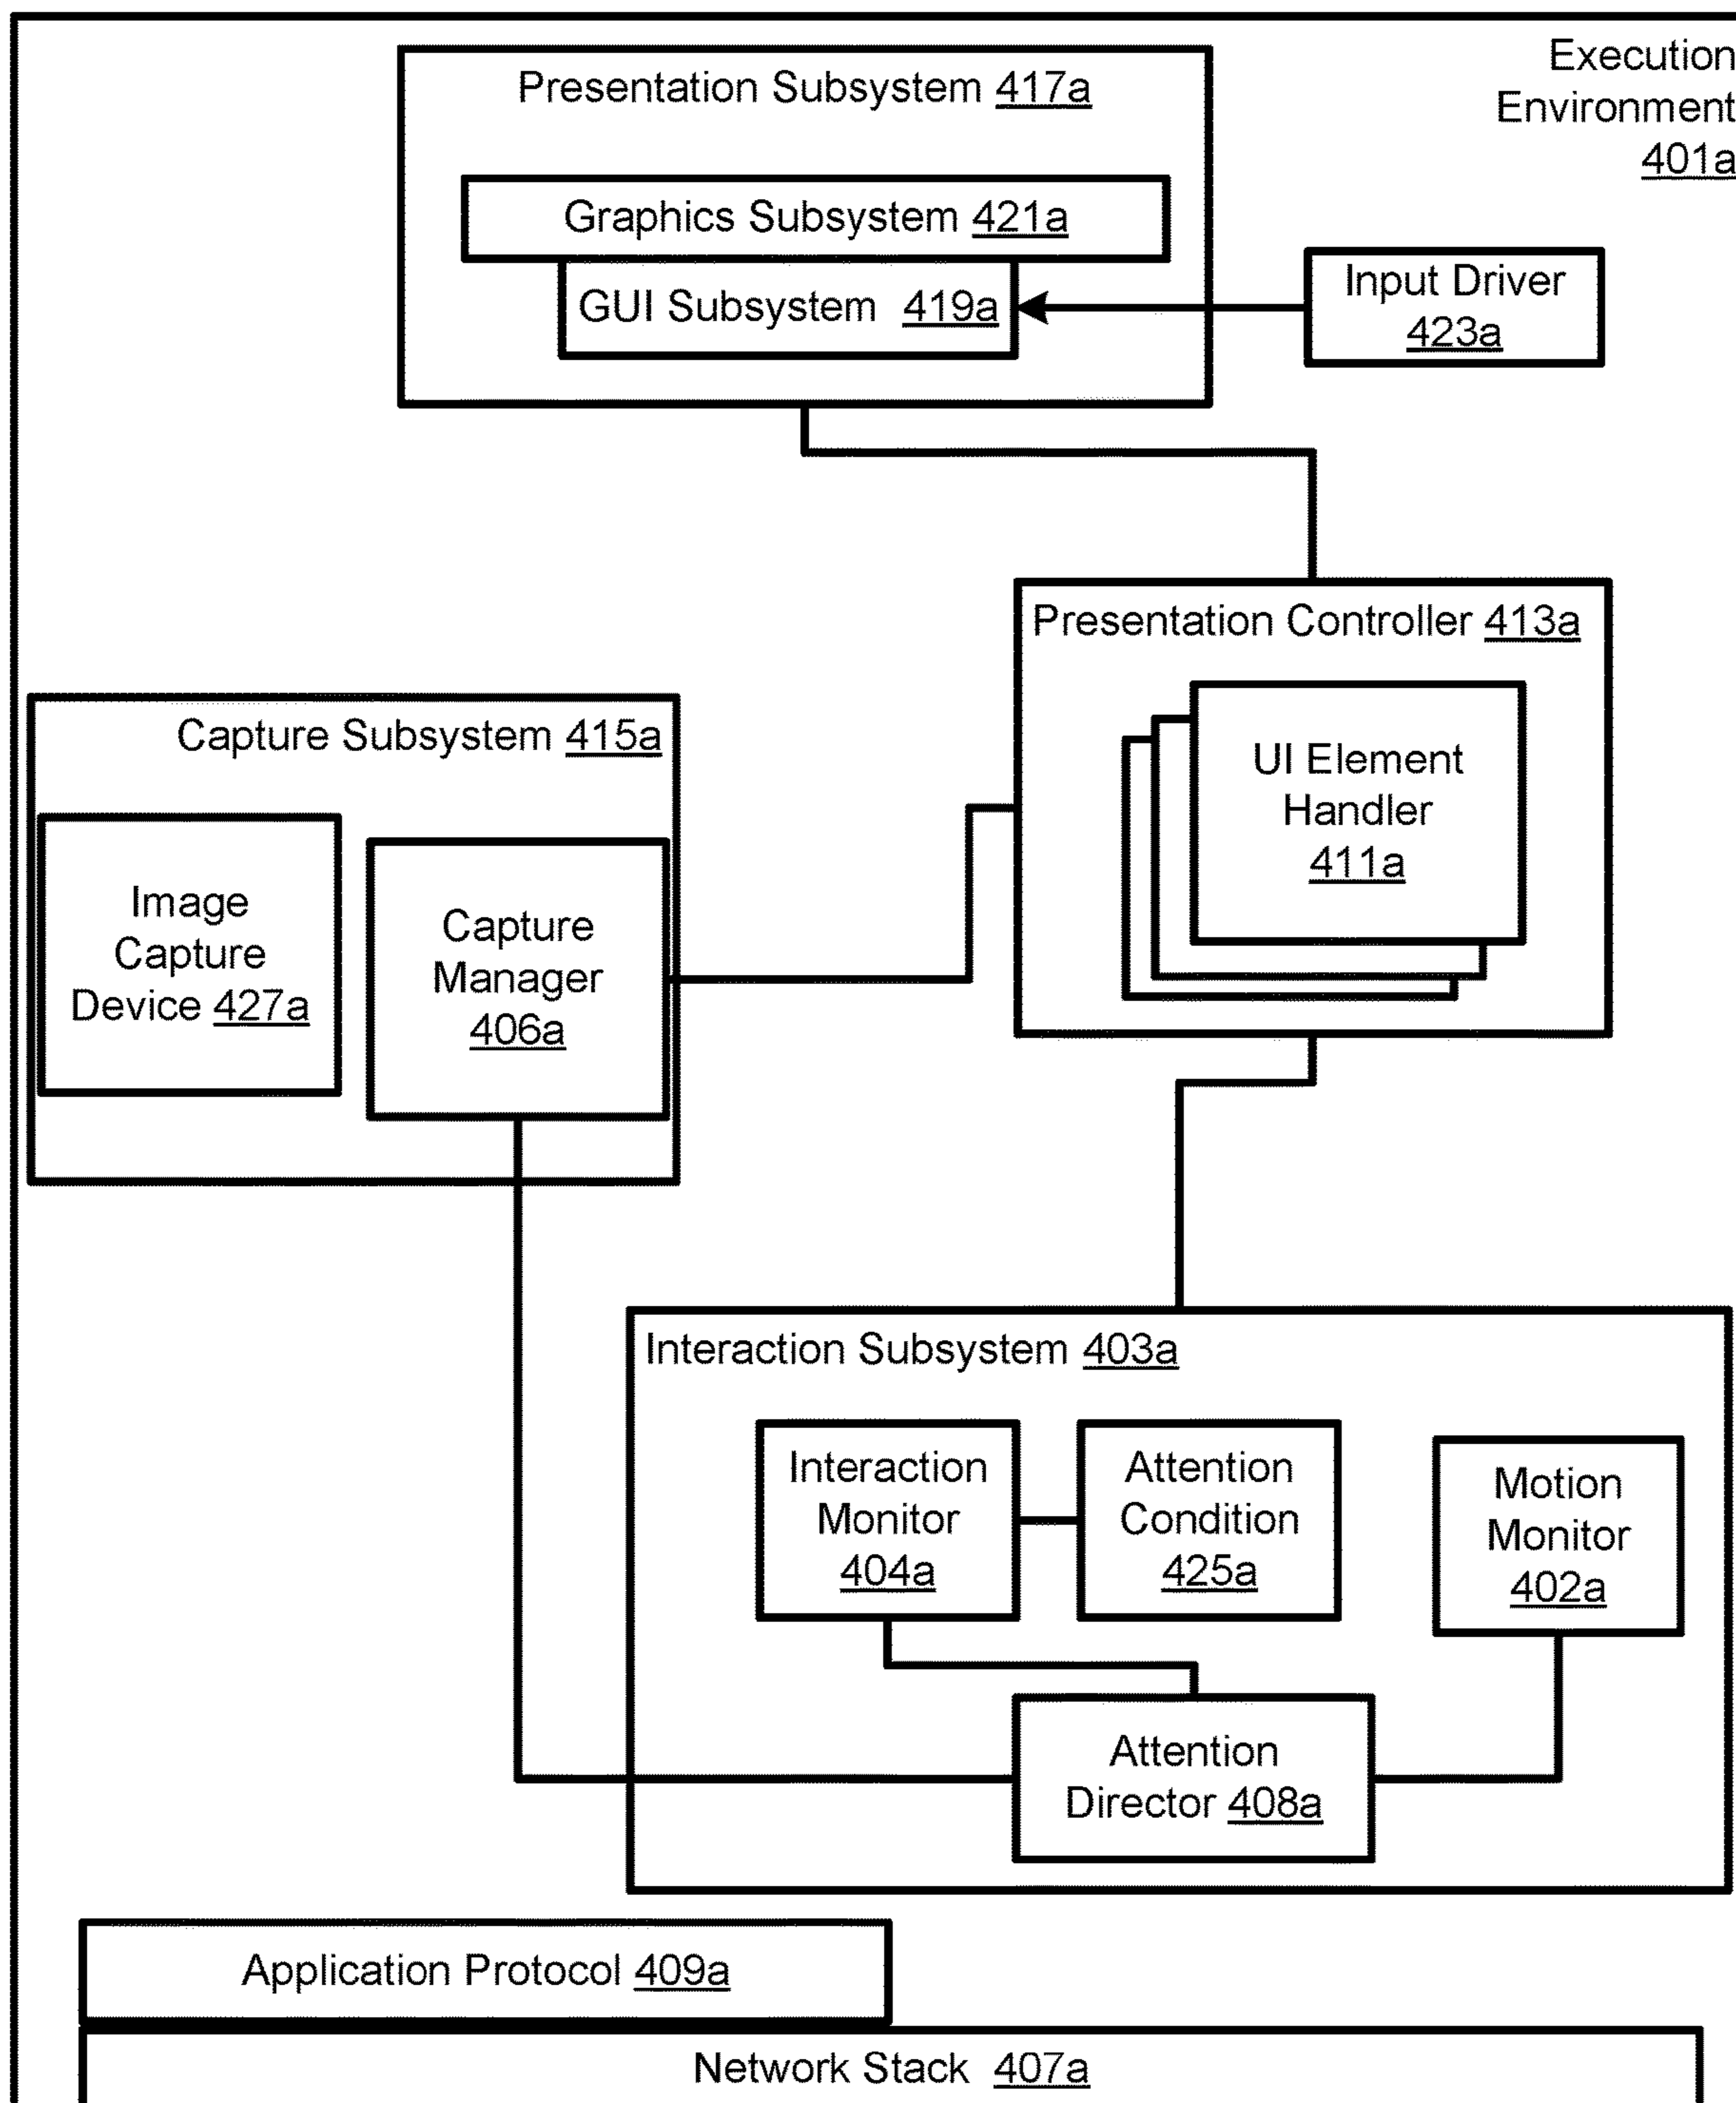 Execution
Environment
401a
Presentation Subsystem 417a
Graphics Subsystem 421a
GUI Subsystem 419a
Input Driver
423a
Presentation Controller 413a
UI Element
Handler
411a
Capture Subsystem 415a
Image
Capture
Device 427a
Capture
Manager
406a
Interaction Subsystem 403a
Interaction
Monitor
404a
Attention
Condition
425a
Motion
Monitor
402a
Attention
Director 408a
Application Protocol 409a
Network Stack 407a